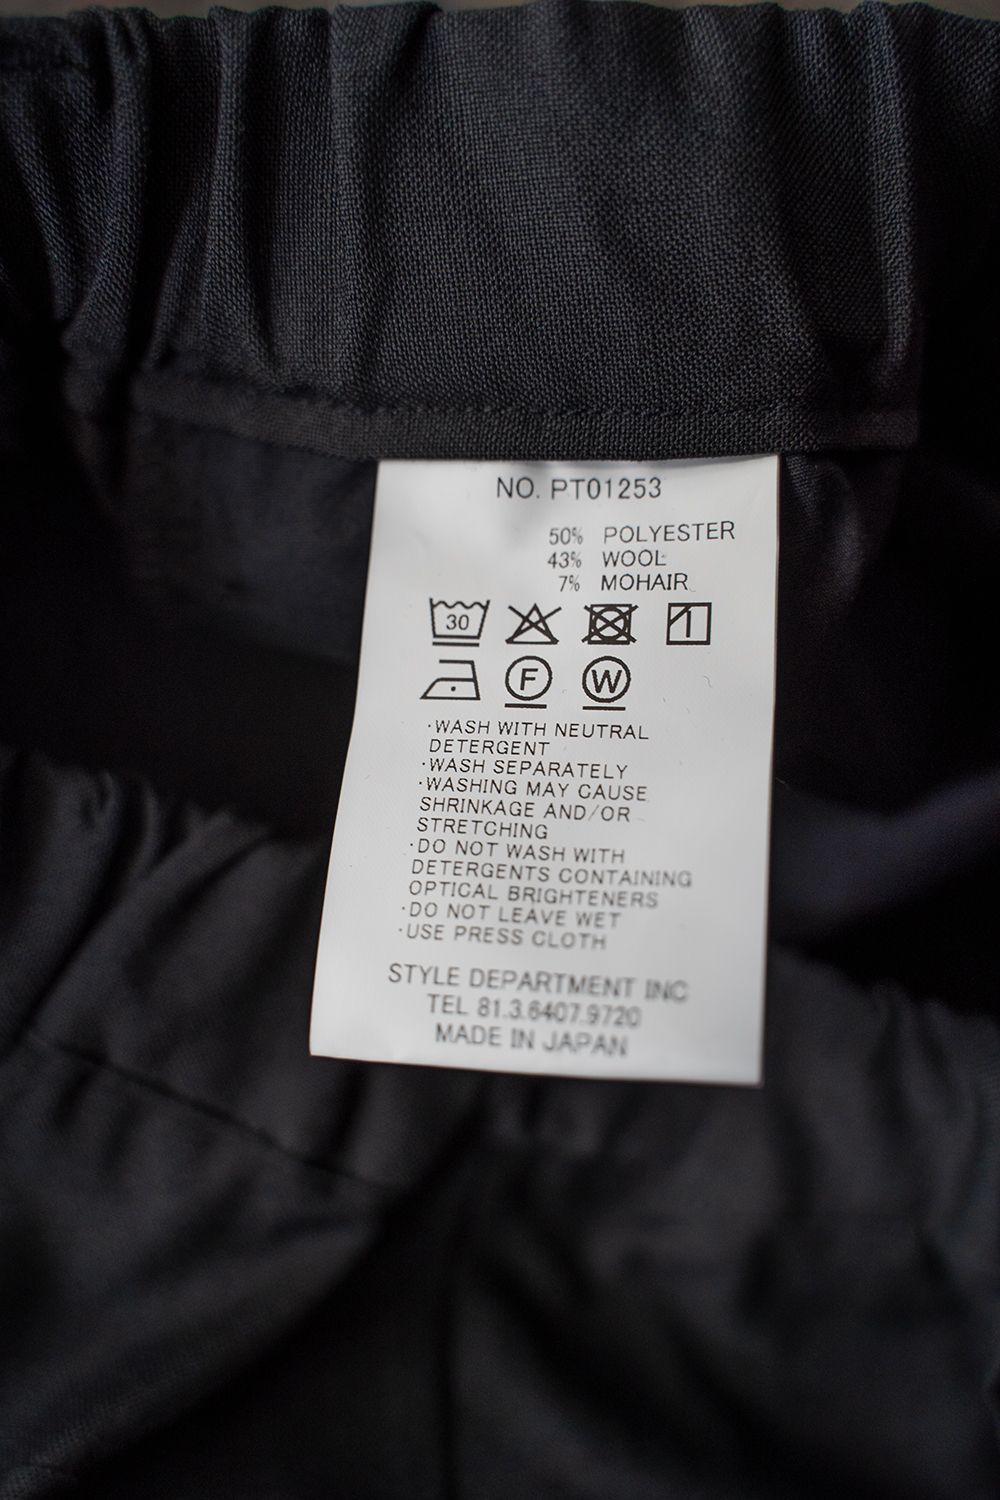 NO. PT01253
50% POLYESTER
43% WOOL
7% MOHAIR
30
F W
·WASH WITH NEUTRAL
DETERGENT
·WASH SEPARATELY
·WASHING MAY CAUSE
SHRINKAGE AND/OR
STRETCHING
·DO NOT WASH WITH
DETERGENTS CONTAINING
OPTICAL BRIGHTENERS
·DO NOT LEAVE WET
·USE PRESS CLOTH
STYLE DEPARTMENT INC
TEL 81.3.6407.9720
MADE IN JAPAN